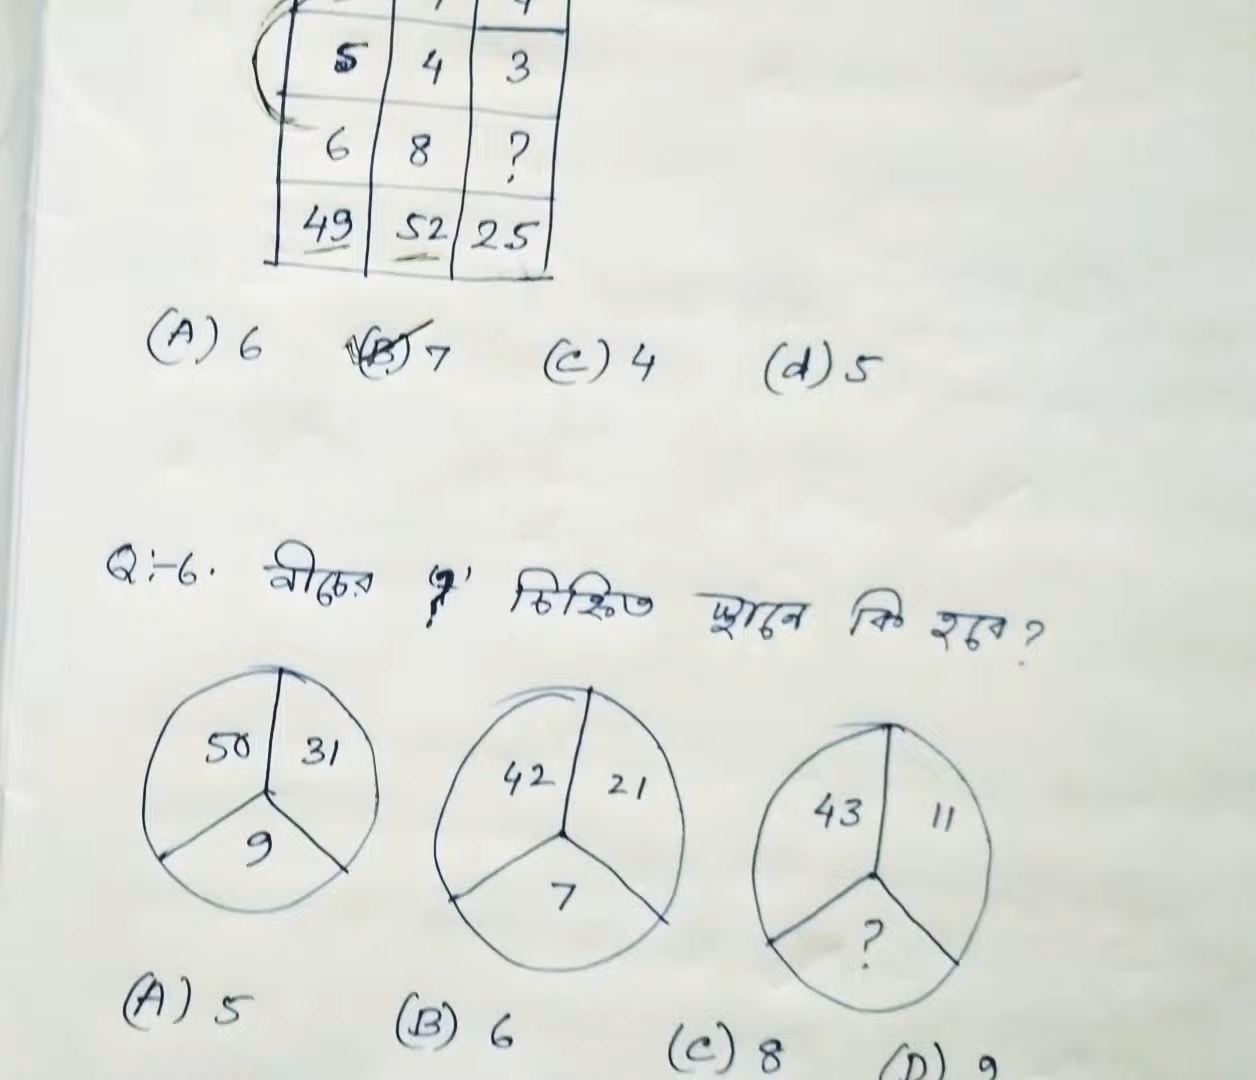 5 4 3
6 8 ?
49 52 25
(A) 6 (B) 7 (C) 4 (d) 5
Q:-6. নীচের '?' চিহ্নিত স্থানে কি হবে?
50 31 42 21 43 11
9 7 ?
(A) 5 (B) 6 (C) 8 (D) 9